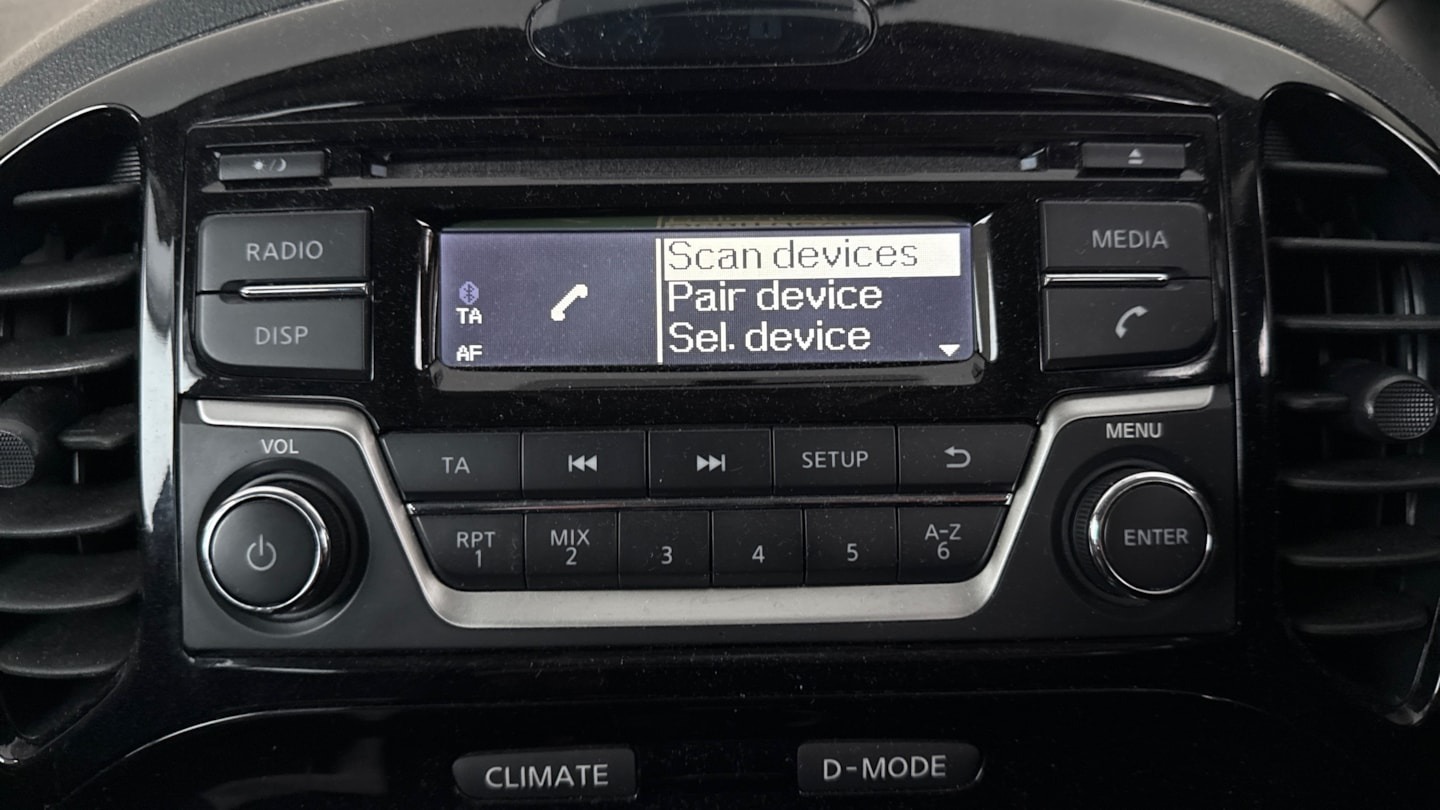 RADIO
DISP
TA
AF
Scan devices
Pair device
Sel. device
MEDIA
VOL
MENU
TA
SETUP
RPT
1
MIX
2
3
4
5
A-Z
6
ENTER
CLIMATE
D-MODE